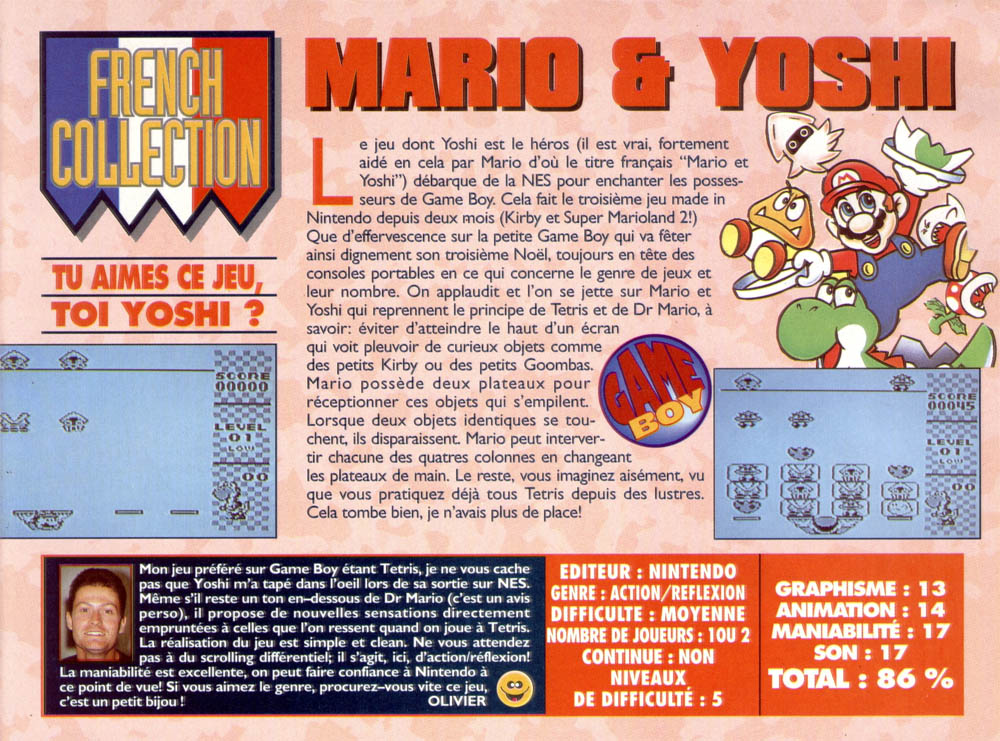 FRENCH
COLLECTION
MARIO & YOSHI
TU AIMES CE JEU,
TOI YOSHI ?
Le jeu dont Yoshi est le héros (il est vrai, fortement
aidé en cela par Mario d'où le titre français "Mario et
Yoshi") débarque de la NES pour enchanter les posses-
seurs de Game Boy. Cela fait le troisième jeu made in
Nintendo depuis deux mois (Kirby et Super Marioland 2!)
Que d'effervescence sur la petite Game Boy qui va fêter
ainsi dignement son troisième Noël, toujours en tête des
consoles portables en ce qui concerne le genre de jeux et
leur nombre. On applaudit et l'on se jette sur Mario et
Yoshi qui reprennent le principe de Tetris et de Dr Mario, à
savoir: éviter d'atteindre le haut d'un écran
qui voit pleuvoir de curieux objets comme
des petits Kirby ou des petits Goombas.
Mario possède deux plateaux pour
réceptionner ces objets qui s'empilent.
Lorsque deux objets identiques se tou-
chent, ils disparaissent. Mario peut interver-
tir chacune des quatres colonnes en changeant
les plateaux de main. Le reste, vous imaginez aisément, vu
que vous pratiquez déjà tous Tetris depuis des lustres.
Cela tombe bien, je n'avais plus de place!
GAME
BOY
SCORE
00000
LEVEL
01
LOW
00
SCORE
00045
LEVEL
01
LOW
00
Mon jeu préféré sur Game Boy étant Tetris, je ne vous cache
pas que Yoshi m'a tapé dans l'oeil lors de sa sortie sur NES.
Même s'il reste un ton en-dessous de Dr Mario (c'est un avis
perso), il propose de nouvelles sensations directement
empruntées à celles que l'on ressent quand on joue à Tetris.
La réalisation du jeu est simple et clean. Ne vous attendez
pas à du scrolling différentiel; il s'agit, ici, d'action/réflexion!
La maniabilité est excellente, on peut faire confiance à Nintendo à
ce point de vue! Si vous aimez le genre, procurez-vous vite ce jeu,
c'est un petit bijou !
OLIVIER
EDITEUR : NINTENDO
GENRE : ACTION/REFLEXION
DIFFICULTE : MOYENNE
NOMBRE DE JOUEURS : 1OU 2
CONTINUE : NON
NIVEAUX
DE DIFFICULTÉ : 5
GRAPHISME : 13
ANIMATION : 14
MANIABILITÉ : 17
SON : 17
TOTAL : 86 %